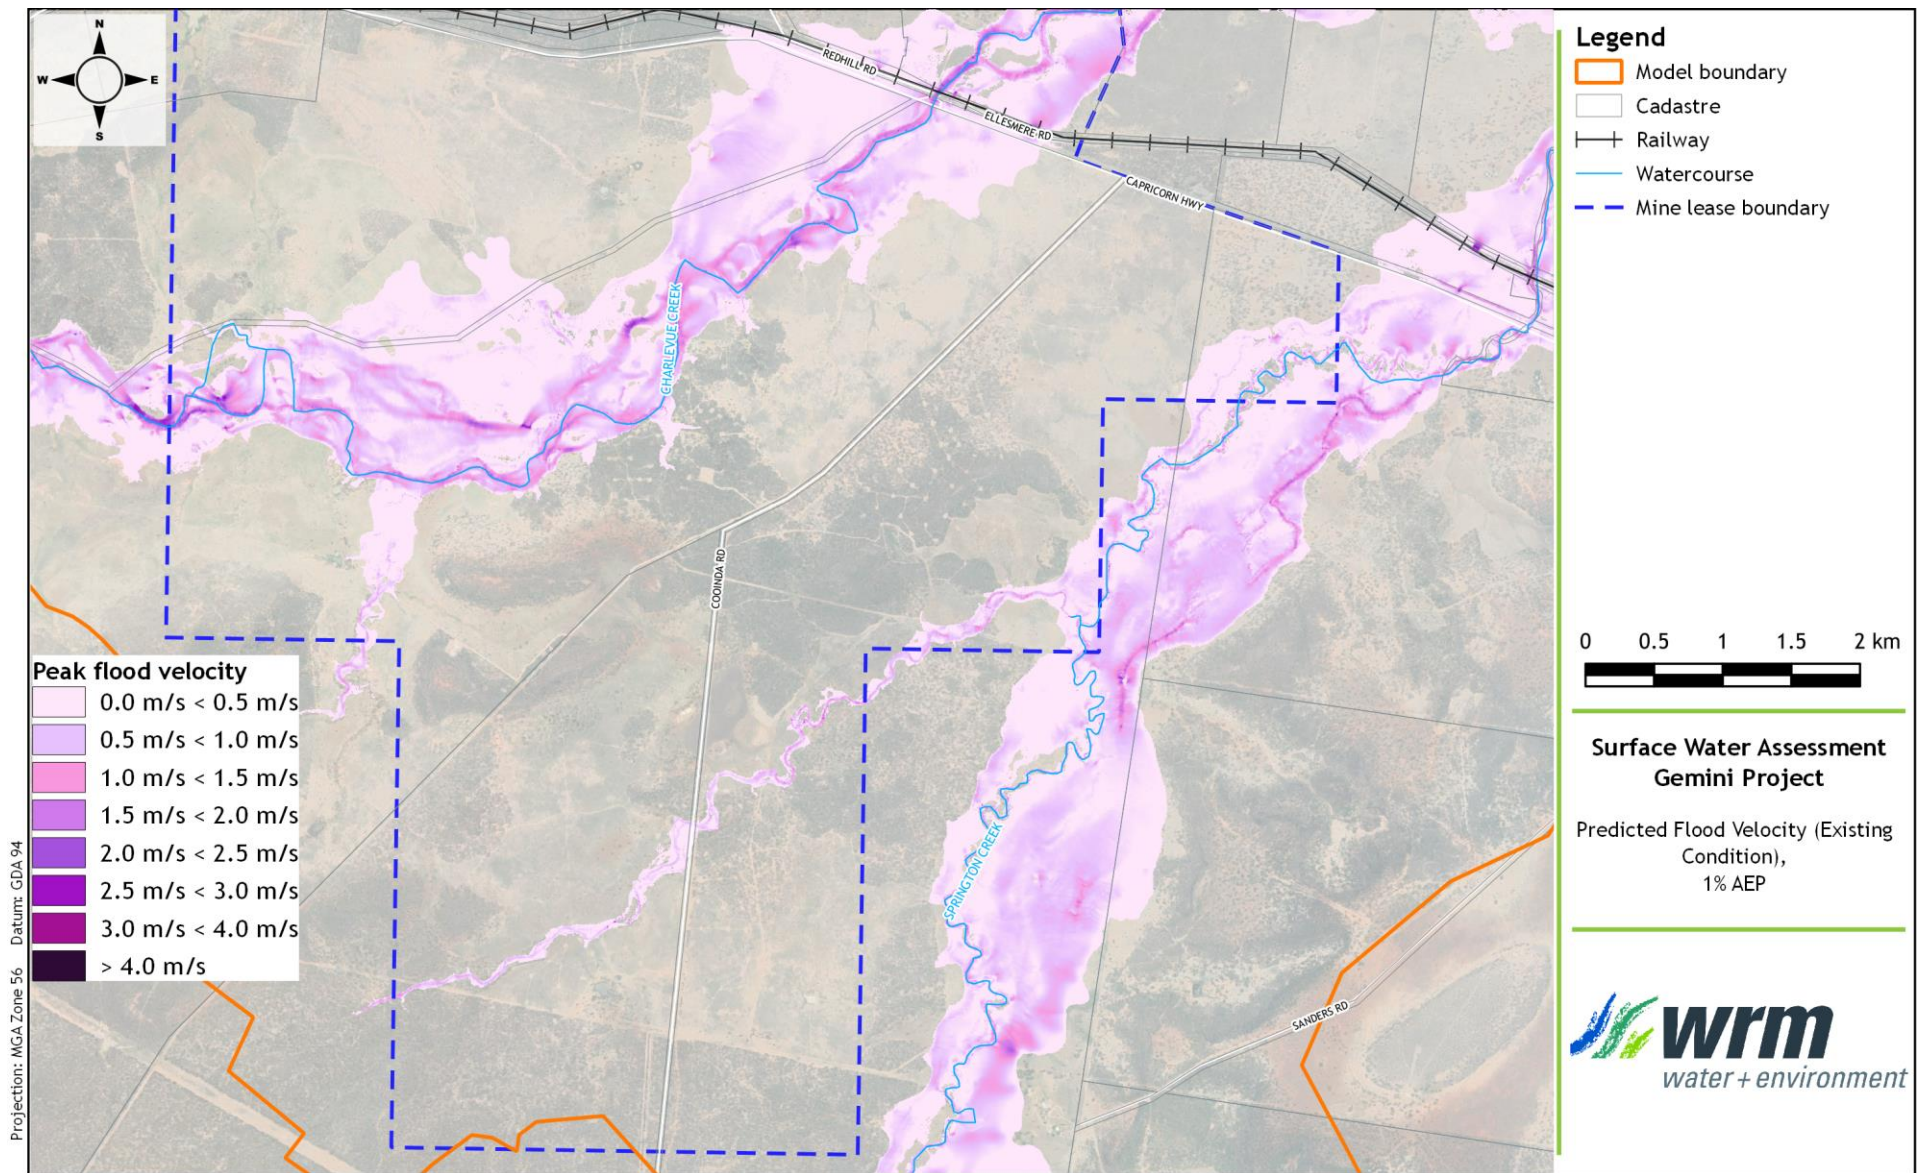 N
W E
S
REDHILL RD
ELLESMERE RD
CAPRICORN HWY
CHARLEVUE CREEK
COOINDA RD
SPRINGTON CREEK
SANDERS RD
Peak flood velocity
0.0 m/s < 0.5 m/s
0.5 m/s < 1.0 m/s
1.0 m/s < 1.5 m/s
1.5 m/s < 2.0 m/s
2.0 m/s < 2.5 m/s
2.5 m/s < 3.0 m/s
3.0 m/s < 4.0 m/s
> 4.0 m/s
Projection: MGA Zone 56 Datum: GDA 94
Legend
Model boundary
Cadastre
Railway
Watercourse
Mine lease boundary
0 0.5 1 1.5 2 km
Surface Water Assessment
Gemini Project
Predicted Flood Velocity (Existing
Condition),
1% AEP
wrm
water + environment